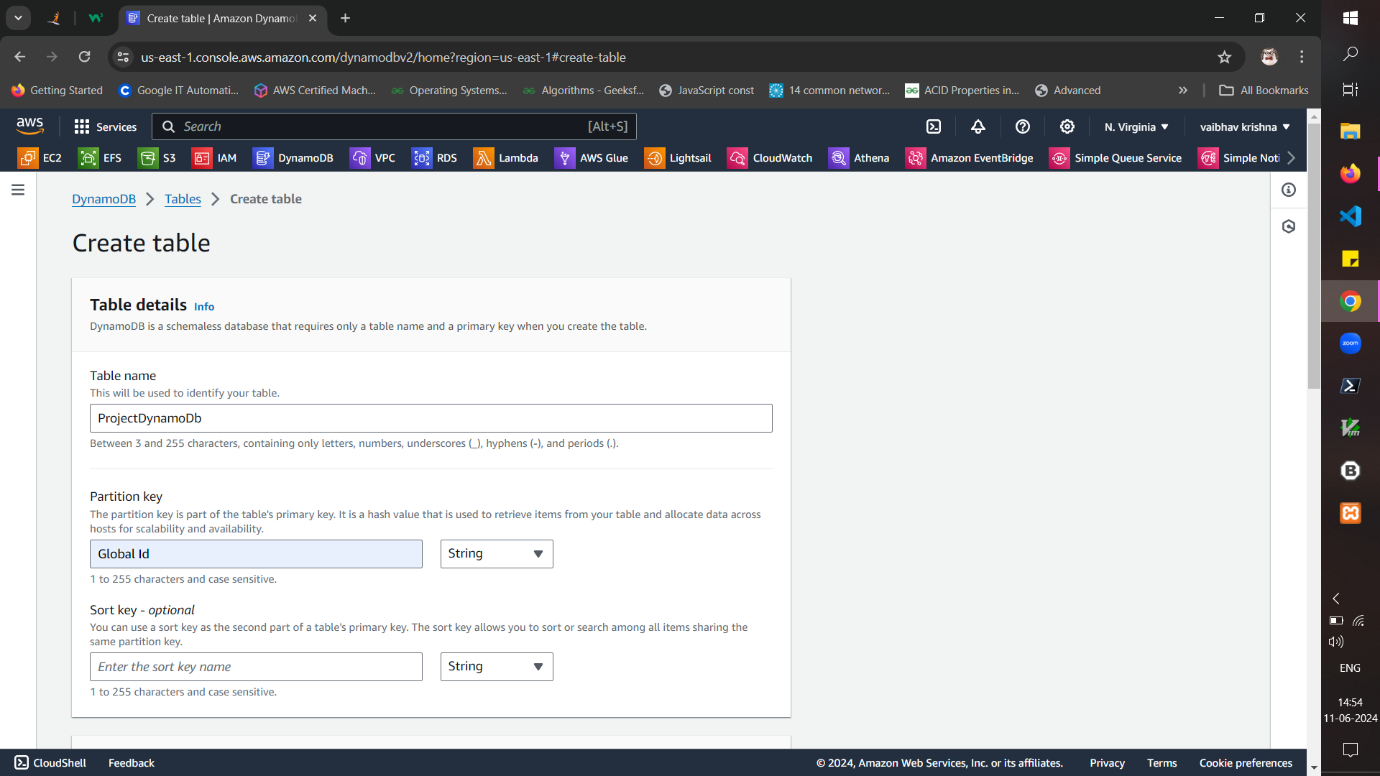 Create table | Amazon Dynamo
us-east-1.console.aws.amazon.com/dynamodbv2/home?region=us-east-1#create-table
Getting Started Google IT Automati... AWS Certified Mach... Operating Systems... Algorithms - Geeksf... JavaScript const 14 common networ... ACID Properties in... Advanced » All Bookmarks
aws Services Search [Alt+S] N. Virginia vaibhav krishna
EC2 EFS S3 IAM DynamoDB VPC RDS Lambda AWS Glue Lightsail CloudWatch Athena Amazon EventBridge Simple Queue Service Simple Noti
DynamoDB Tables Create table
Create table
Table details Info
DynamoDB is a schemaless database that requires only a table name and a primary key when you create the table.
Table name
This will be used to identify your table.
ProjectDynamoDb
Between 3 and 255 characters, containing only letters, numbers, underscores (_), hyphens (-), and periods (.).
Partition key
The partition key is part of the table's primary key. It is a hash value that is used to retrieve items from your table and allocate data across
hosts for scalability and availability.
Global Id String
1 to 255 characters and case sensitive.
Sort key - optional
You can use a sort key as the second part of a table's primary key. The sort key allows you to sort or search among all items sharing the
same partition key.
Enter the sort key name String
1 to 255 characters and case sensitive.
CloudShell Feedback © 2024, Amazon Web Services, Inc. or its affiliates. Privacy Terms Cookie preferences
zoom
ENG
14:54
11-06-2024